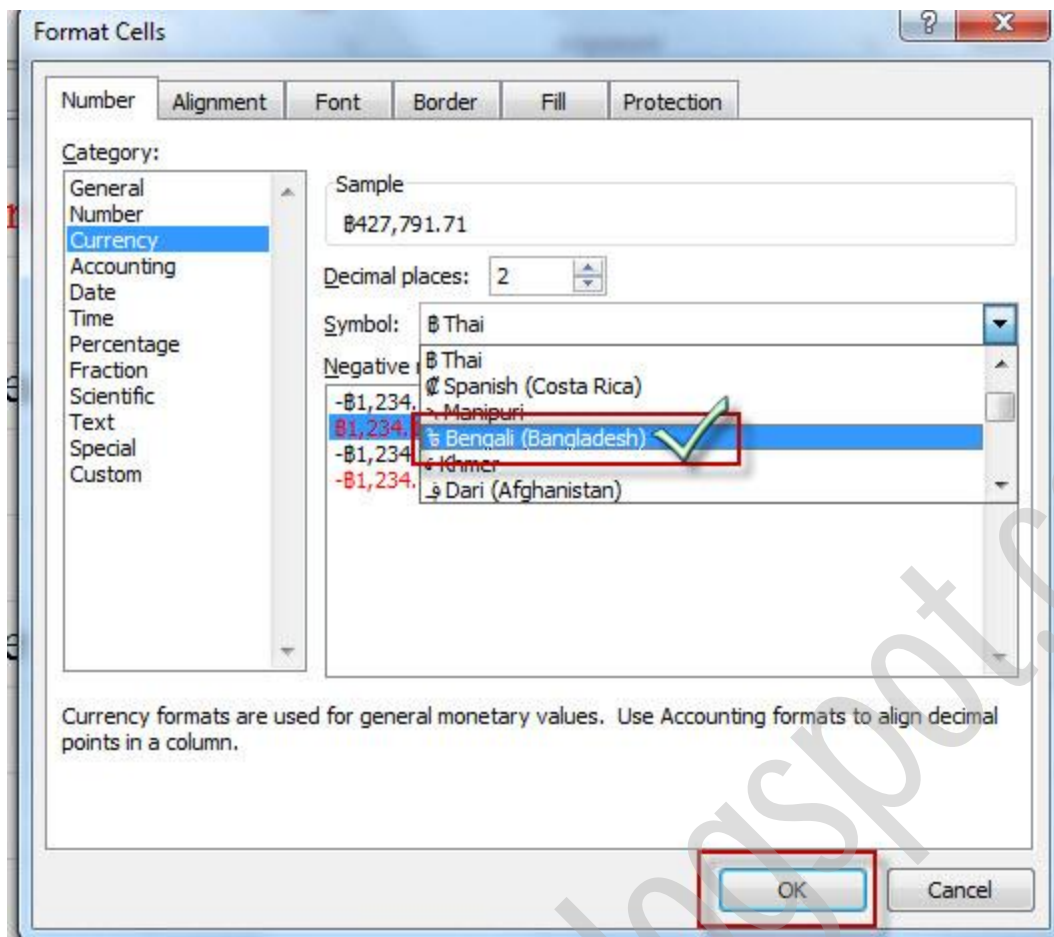 Format Cells
Number Alignment Font Border Fill Protection
Category:
General
Number
Currency
Accounting
Date
Time
Percentage
Fraction
Scientific
Text
Special
Custom
Sample
฿427,791.71
Decimal places: 2
Symbol: ฿ Thai
Negative
฿ Thai
₡ Spanish (Costa Rica)
Manipuri
৳ Bengali (Bangladesh)
Khmer
؋ Dari (Afghanistan)
-฿1,234.
฿1,234.
-฿1,234
-฿1,234.
Currency formats are used for general monetary values. Use Accounting formats to align decimal
points in a column.
OK Cancel